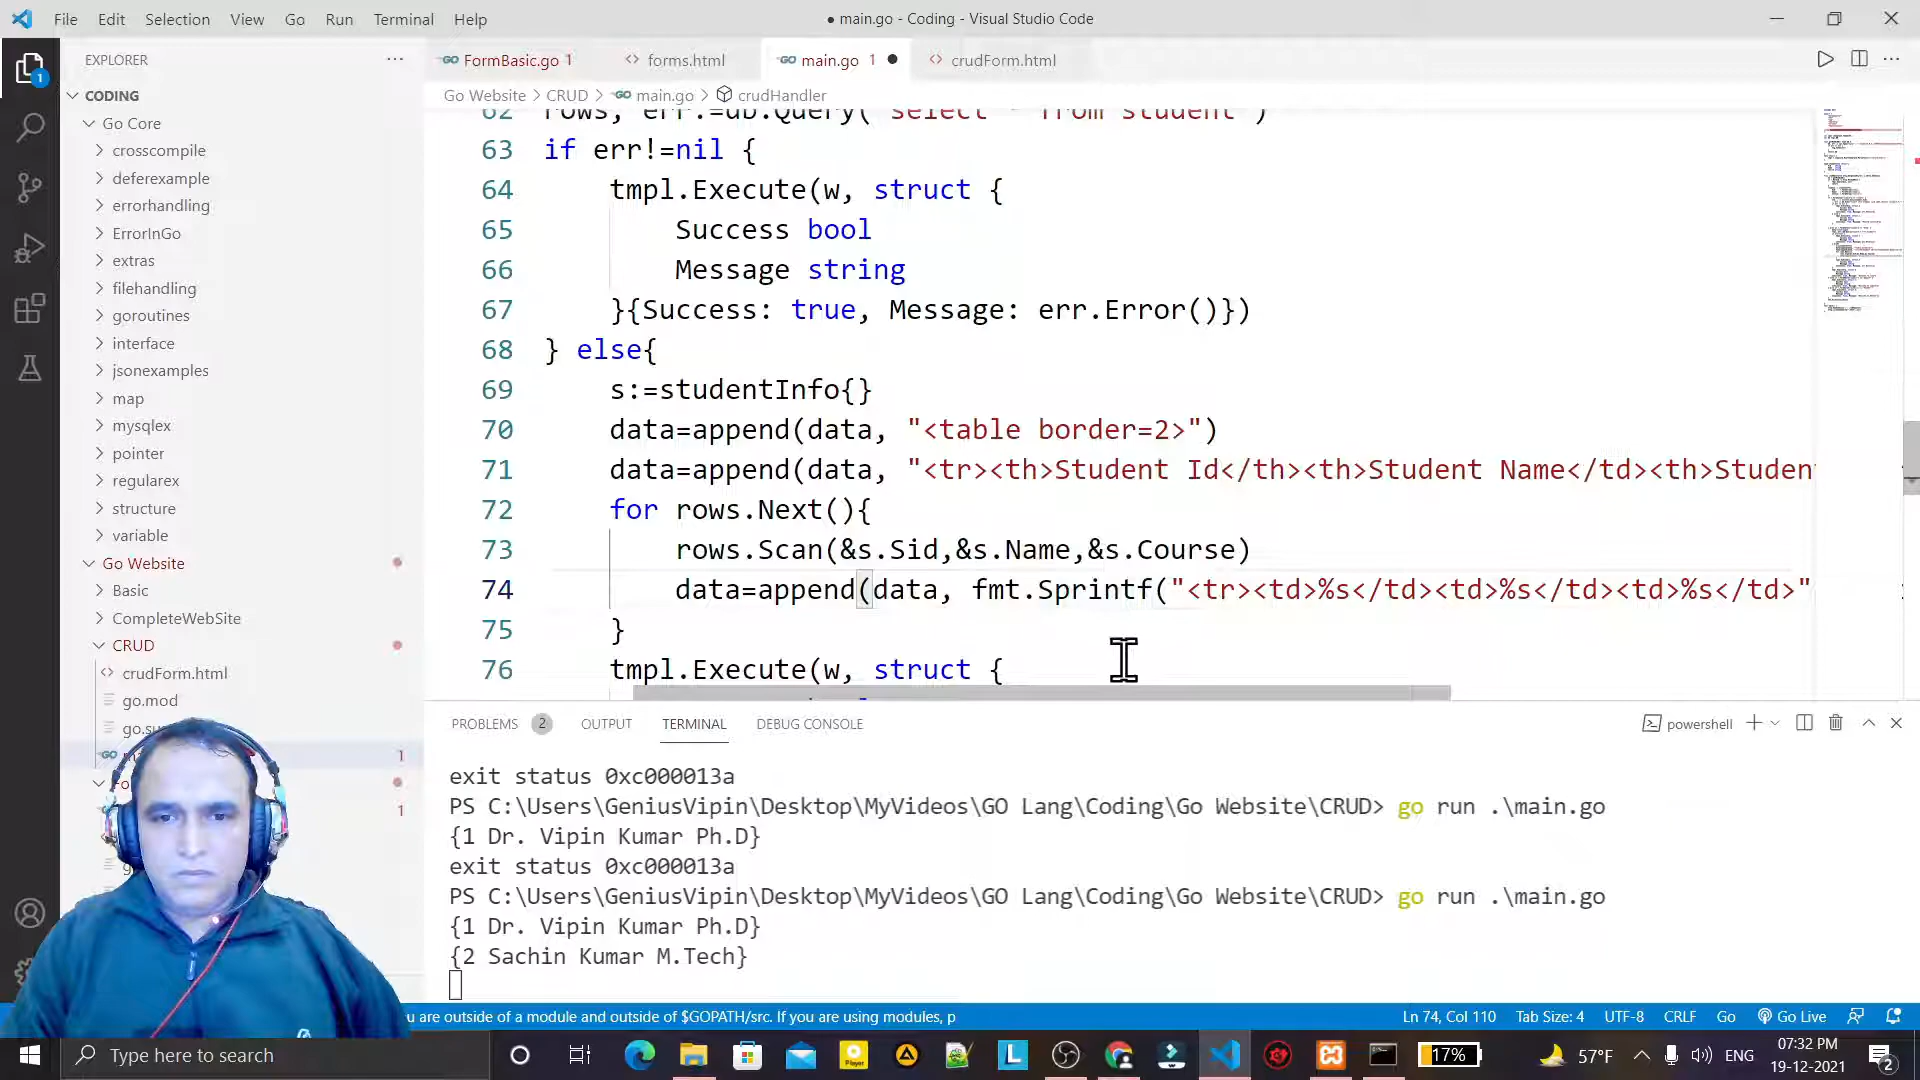 File Edit Selection View Go Run Terminal Help
● main.go - Coding - Visual Studio Code
EXPLORER
FormBasic.go 1
forms.html
main.go 1
crudForm.html
CODING
Go Website > CRUD > main.go > crudHandler
Go Core
crosscompile
deferexample
errorhandling
ErrorInGo
extras
filehandling
goroutines
interface
jsonexamples
map
mysqlex
pointer
regularex
structure
variable
Go Website
Basic
CompleteWebSite
CRUD
crudForm.html
go.mod
1
1
1
62 rows, err:=db.Query("select * from student")
63 if err!=nil {
64 tmpl.Execute(w, struct {
65 Success bool
66 Message string
67 }{Success: true, Message: err.Error()})
68 } else{
69 s:=studentInfo{}
70 data=append(data, "<table border=2>")
71 data=append(data, "<tr><th>Student Id</th><th>Student Name</td><th>Studen
72 for rows.Next(){
73 rows.Scan(&s.Sid,&s.Name,&s.Course)
74 data=append(data, fmt.Sprintf("<tr><td>%s</td><td>%s</td><td>%s</td>"
75 }
76 tmpl.Execute(w, struct {
PROBLEMS 2 OUTPUT TERMINAL DEBUG CONSOLE
powershell
exit status 0xc000013a
PS C:\Users\GeniusVipin\Desktop\MyVideos\GO Lang\Coding\Go Website\CRUD> go run .\main.go
{1 Dr. Vipin Kumar Ph.D}
exit status 0xc000013a
PS C:\Users\GeniusVipin\Desktop\MyVideos\GO Lang\Coding\Go Website\CRUD> go run .\main.go
{1 Dr. Vipin Kumar Ph.D}
{2 Sachin Kumar M.Tech}
u are outside of a module and outside of $GOPATH/src. If you are using modules, p
Ln 74, Col 110 Tab Size: 4 UTF-8 CRLF Go Go Live
Type here to search
17%
57°F
ENG
07:32 PM
19-12-2021
2